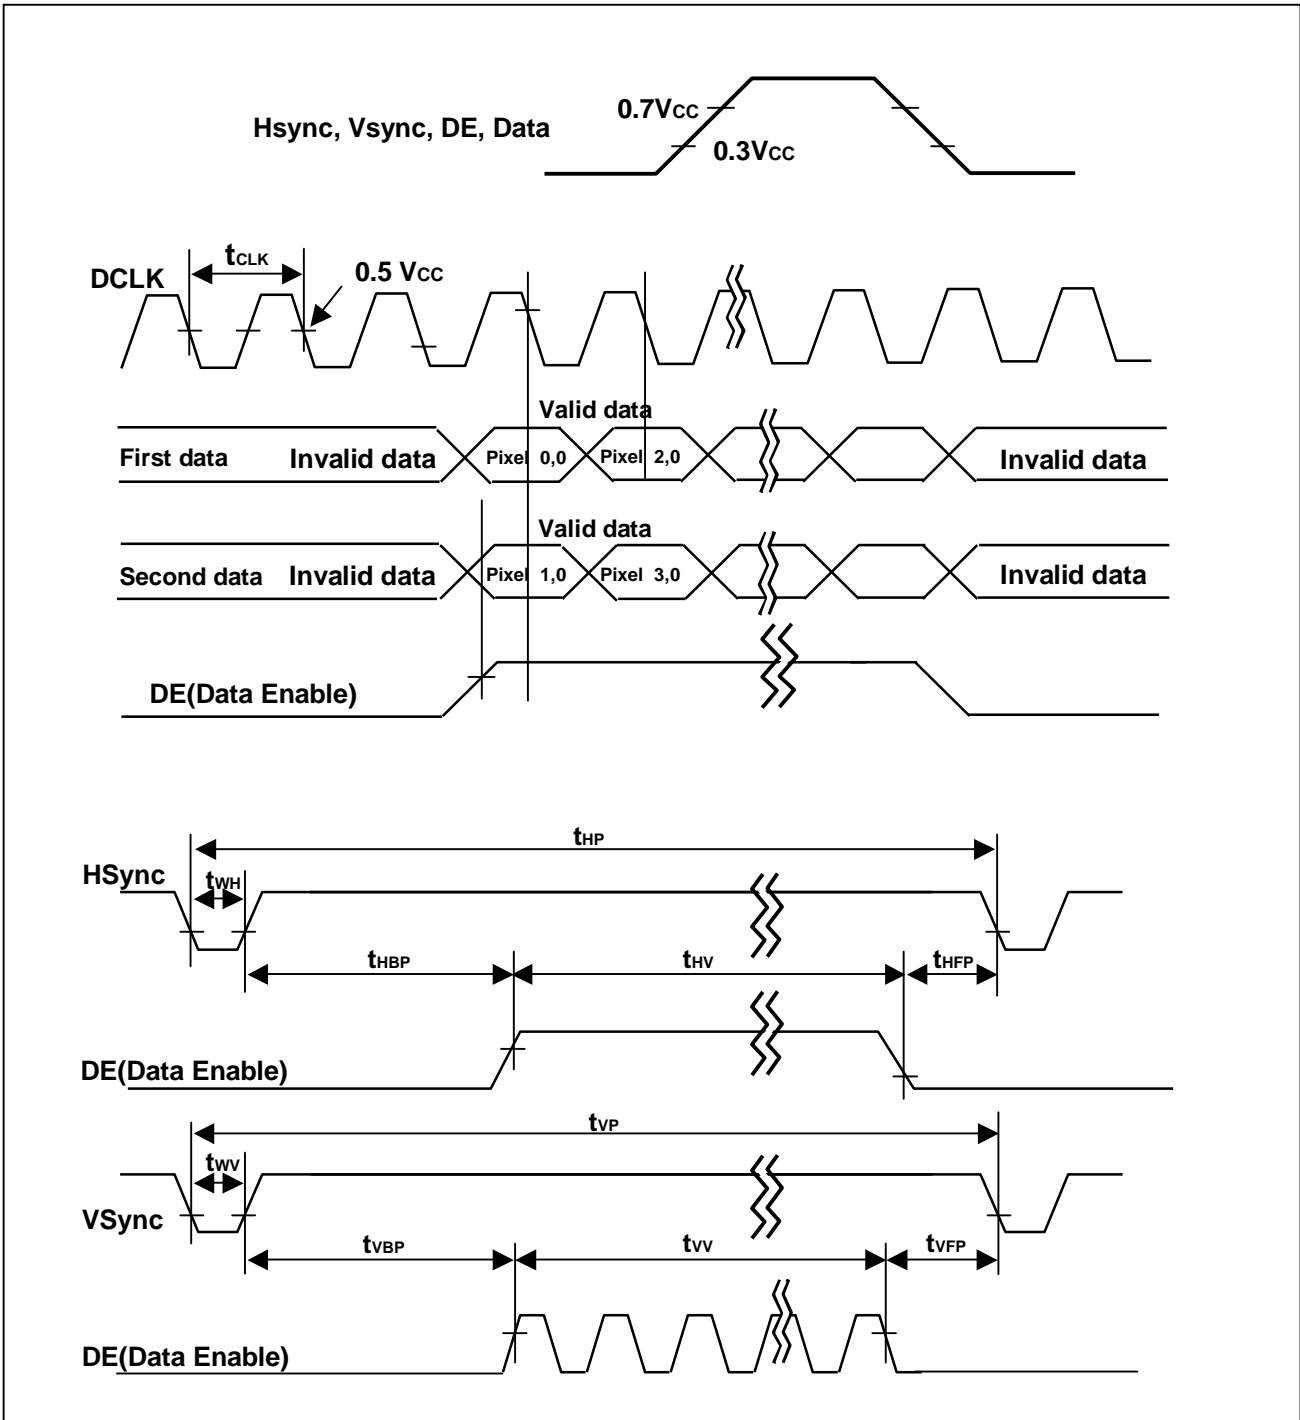 0.7VCC
Hsync, Vsync, DE, Data
0.3VCC
tCLK
0.5 VCC
DCLK
Valid data
First data Invalid data Pixel 0,0 Pixel 2,0 Invalid data
Valid data
Second data Invalid data Pixel 1,0 Pixel 3,0 Invalid data
DE(Data Enable)
tHP
HSync tWH
tHBP tHV tHFP
DE(Data Enable)
tVP
tWV
VSync
tVBP tVV tVFP
DE(Data Enable)